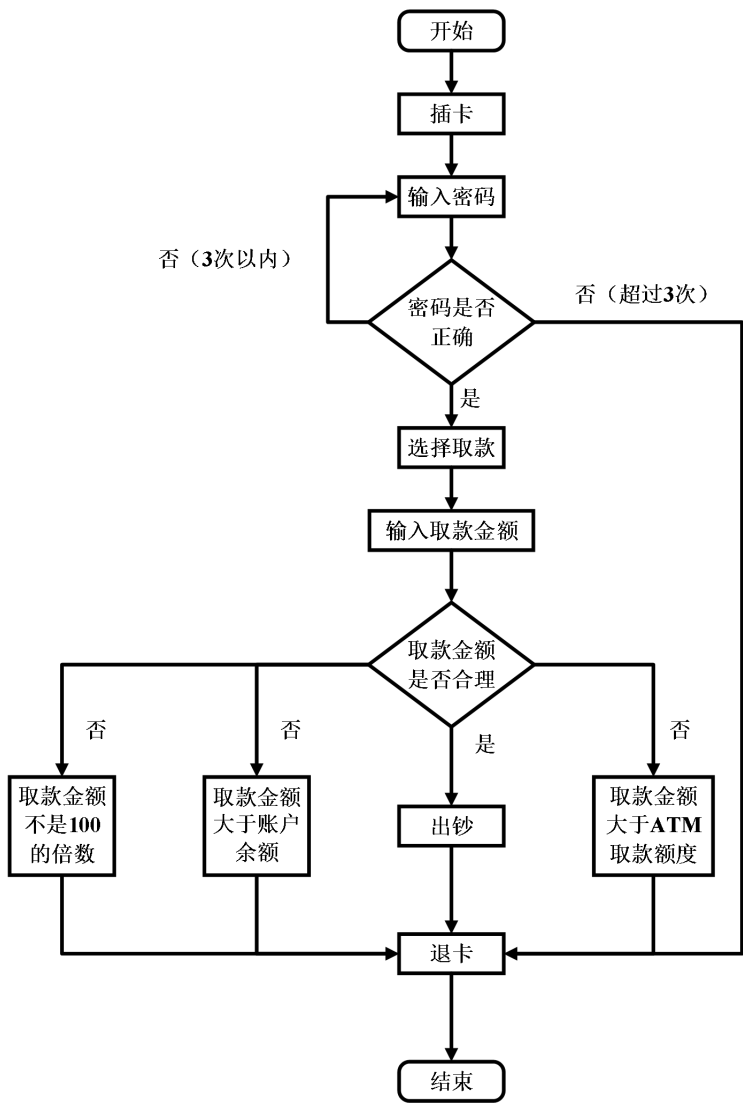 开始
插卡
输入密码
否（3次以内）
密码是否
正确
否（超过3次）
是
选择取款
输入取款金额
取款金额
是否合理
否
否
是
否
取款金额
不是100
的倍数
取款金额
大于账户
余额
出钞
取款金额
大于ATM
取款额度
退卡
结束